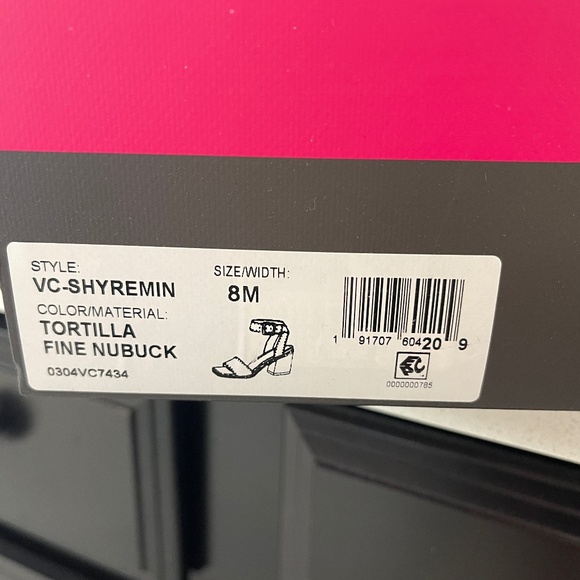 STYLE:
VC-SHYREMIN
COLOR/MATERIAL:
TORTILLA
FINE NUBUCK
0304VC7434
SIZE/WIDTH:
8M
1 91707 60420 9
0000000785